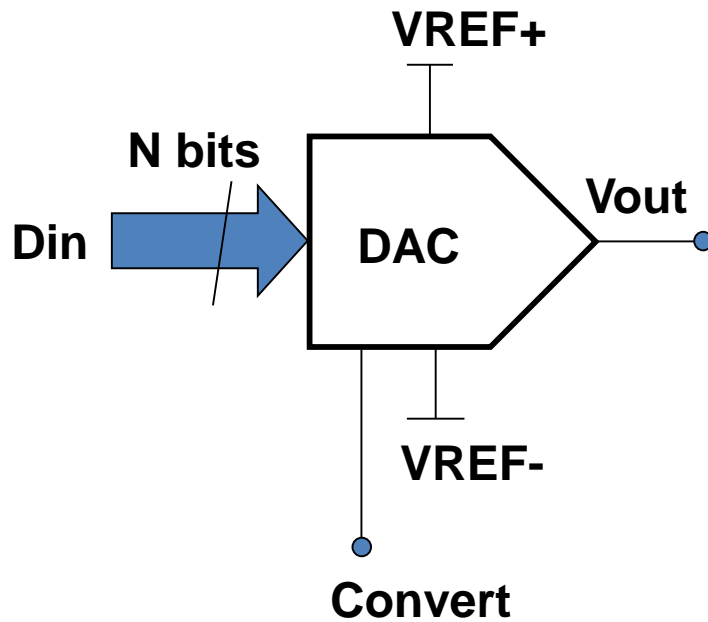 VREF+
N bits
Vout
Din
DAC
VREF-
Convert